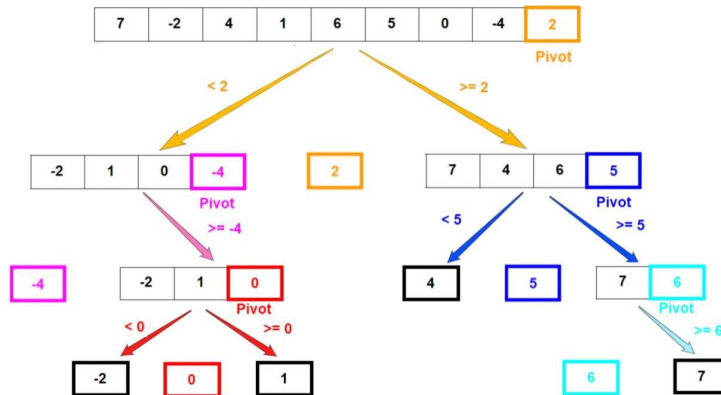 7 -2 4 1 6 5 0 -4 2
Pivot
< 2 >= 2
-2 1 0 -4 2 7 4 6 5
Pivot Pivot
>= -4 < 5 >= 5
-4 -2 1 0 4 5 7 6
Pivot Pivot
< 0 >= 0 >= 6
-2 0 1 6 7